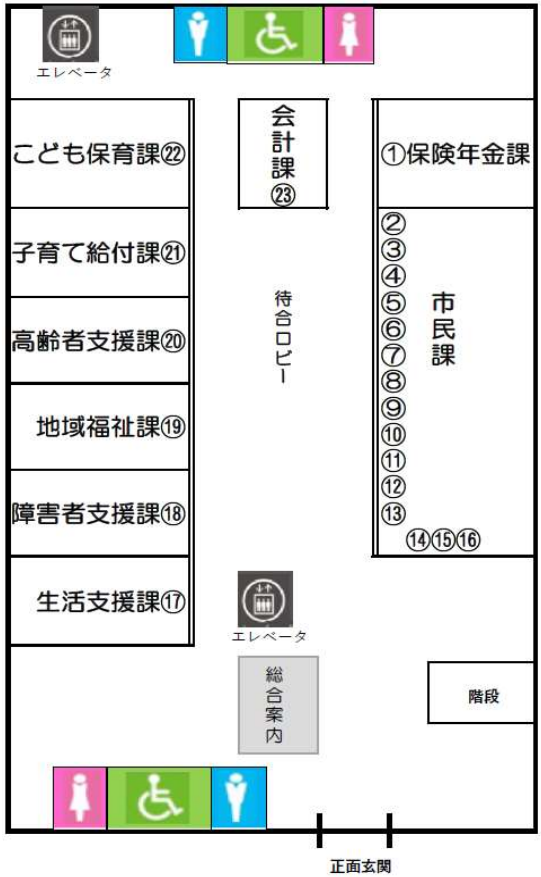 エレベータ
こども保育課㉒
会計課㉓
①保険年金課
子育て給付課㉑
高齢者支援課⑳
地域福祉課⑲
障害者支援課⑱
生活支援課⑰
待合ロビー
②
③
④
⑤
⑥
⑦
⑧
⑨
⑩
⑪
⑫
⑬
⑭⑮⑯
市民課
エレベータ
総合案内
階段
正面玄関